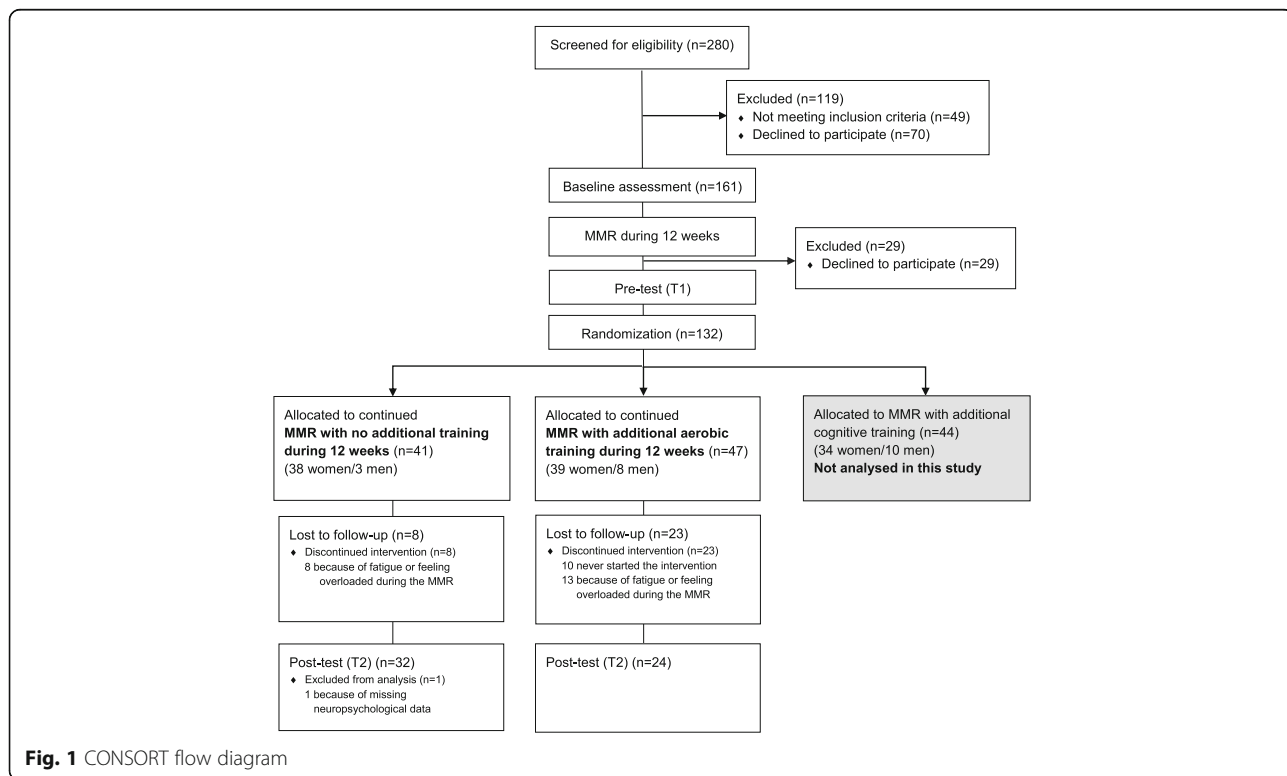 Screened for eligibility (n=280)
Excluded (n=119)
♦ Not meeting inclusion criteria (n=49)
♦ Declined to participate (n=70)
Baseline assessment (n=161)
MMR during 12 weeks
Excluded (n=29)
♦ Declined to participate (n=29)
Pre-test (T1)
Randomization (n=132)
Allocated to continued
MMR with no additional training
during 12 weeks (n=41)
(38 women/3 men)
Allocated to continued
MMR with additional aerobic
training during 12 weeks (n=47)
(39 women/8 men)
Allocated to MMR with additional
cognitive training (n=44)
(34 women/10 men)
Not analysed in this study
Lost to follow-up (n=8)
♦ Discontinued intervention (n=8)
8 because of fatigue or feeling
overloaded during the MMR
Lost to follow-up (n=23)
♦ Discontinued intervention (n=23)
10 never started the intervention
13 because of fatigue or feeling
overloaded during the MMR
Post-test (T2) (n=32)
♦ Excluded from analysis (n=1)
1 because of missing
neuropsychological data
Post-test (T2) (n=24)
Fig. 1 CONSORT flow diagram